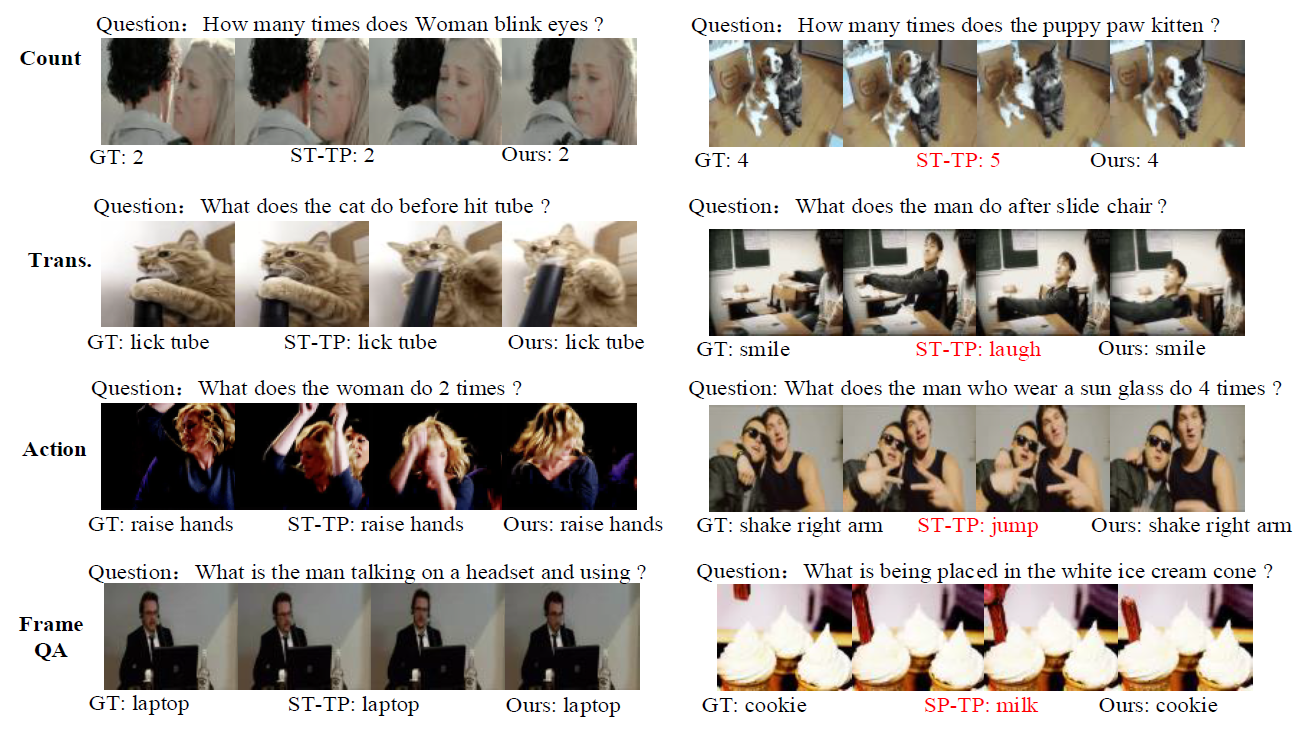 Question: How many times does Woman blink eyes ?
Question: How many times does the puppy paw kitten ?
Count
GT: 2 ST-TP: 2 Ours: 2
GT: 4 ST-TP: 5 Ours: 4
Question: What does the cat do before hit tube ?
Question: What does the man do after slide chair ?
Trans.
GT: lick tube ST-TP: lick tube Ours: lick tube
GT: smile ST-TP: laugh Ours: smile
Question: What does the woman do 2 times ?
Question: What does the man who wear a sun glass do 4 times ?
Action
GT: raise hands ST-TP: raise hands Ours: raise hands
GT: shake right arm ST-TP: jump Ours: shake right arm
Question: What is the man talking on a headset and using ?
Question: What is being placed in the white ice cream cone ?
Frame
QA
GT: laptop ST-TP: laptop Ours: laptop
GT: cookie SP-TP: milk Ours: cookie